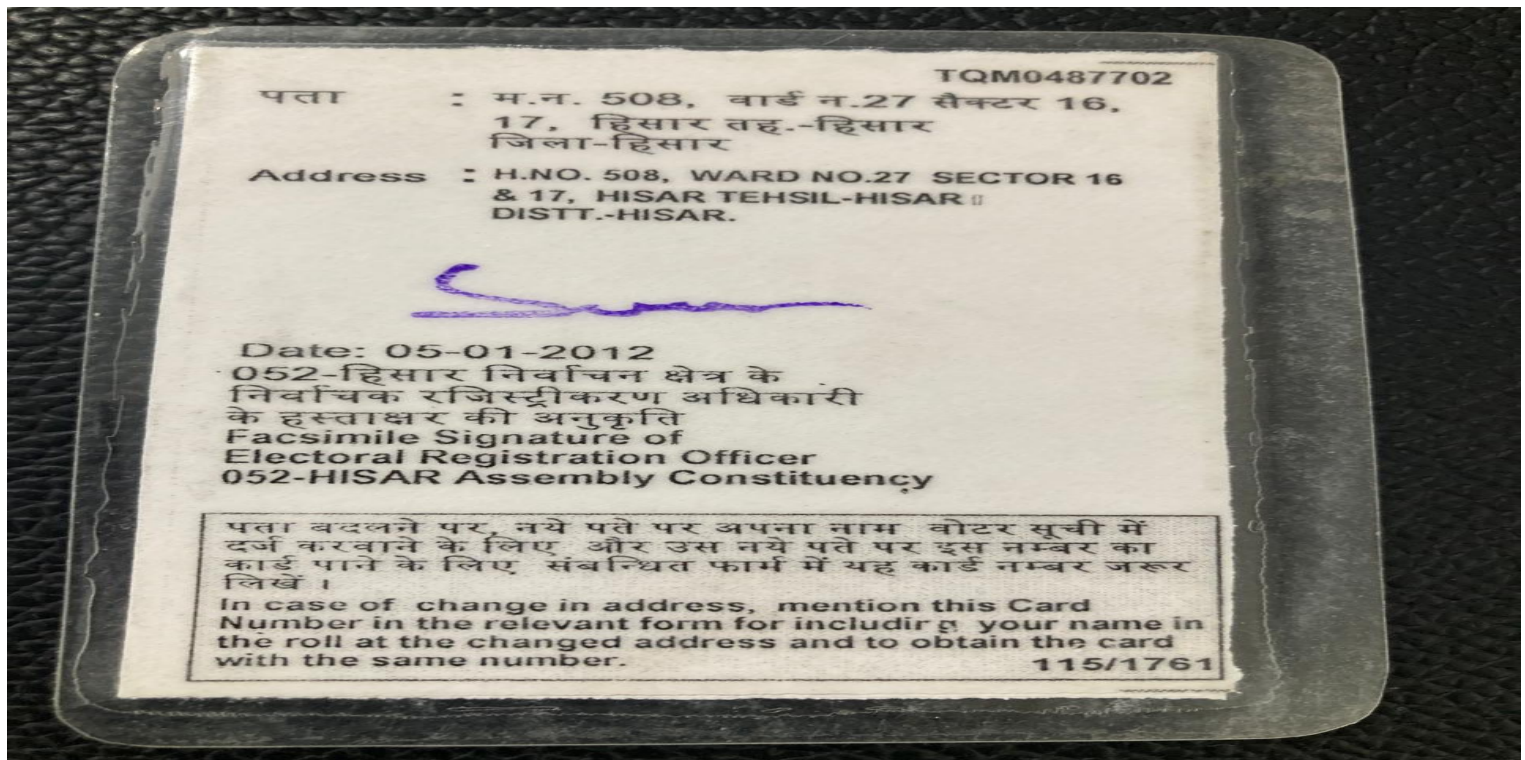 TQM0487702
पता : म.न. 508, वार्ड न.27 सैक्टर 16,
17, हिसार तह.-हिसार
जिला-हिसार
Address : H.NO. 508, WARD NO.27 SECTOR 16
& 17, HISAR TEHSIL-HISAR
DISTT.-HISAR.
Date: 05-01-2012
052-हिसार निर्वाचन क्षेत्र के
निर्वाचक रजिस्ट्रीकरण अधिकारी
के हस्ताक्षर की अनुकृति
Facsimile Signature of
Electoral Registration Officer
052-HISAR Assembly Constituency
पता बदलने पर, नये पते पर अपना नाम वोटर सूची में
दर्ज करवाने के लिए और उस नये पते पर इस नम्बर का
कार्ड पाने के लिए संबन्धित फार्म में यह कार्ड नम्बर जरूर
लिखें ।
In case of change in address, mention this Card
Number in the relevant form for including your name in
the roll at the changed address and to obtain the card
with the same number. 115/1761